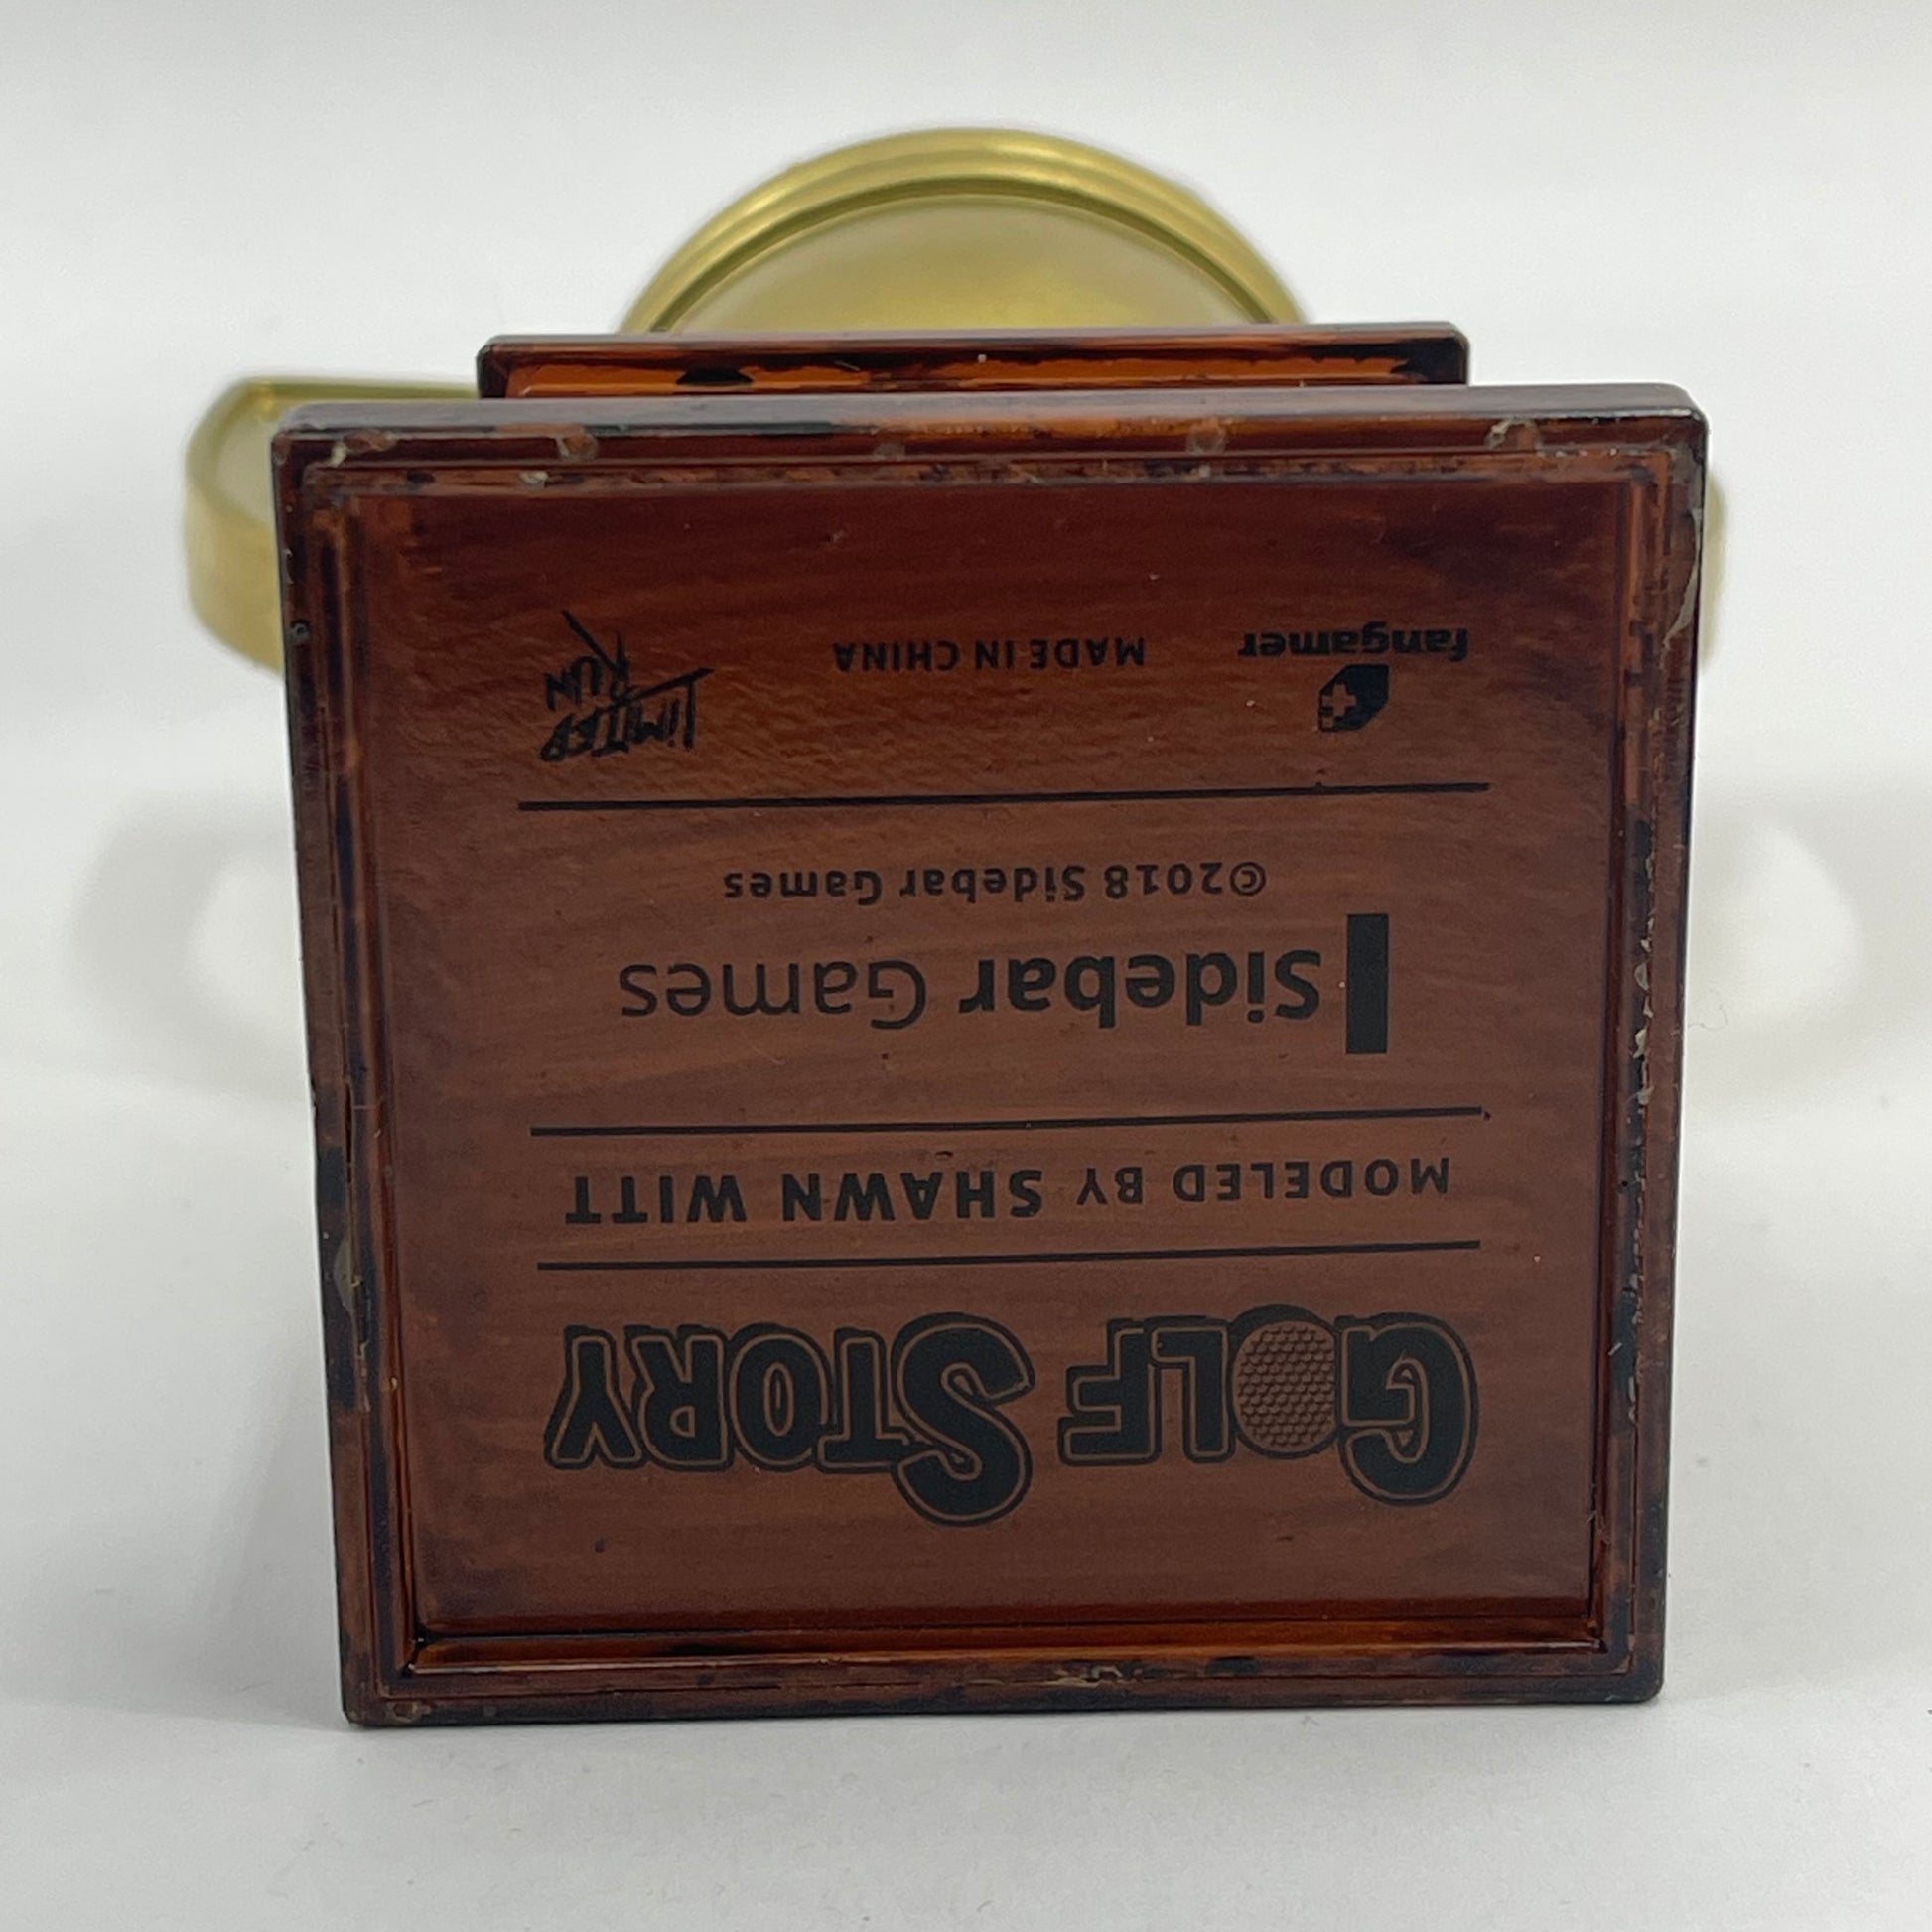 GOLF STORY
MODELED BY SHAWN WITT
Sidebar Games
©2018 Sidebar Games
fangamer
MADE IN CHINA
LIMITED
RUN